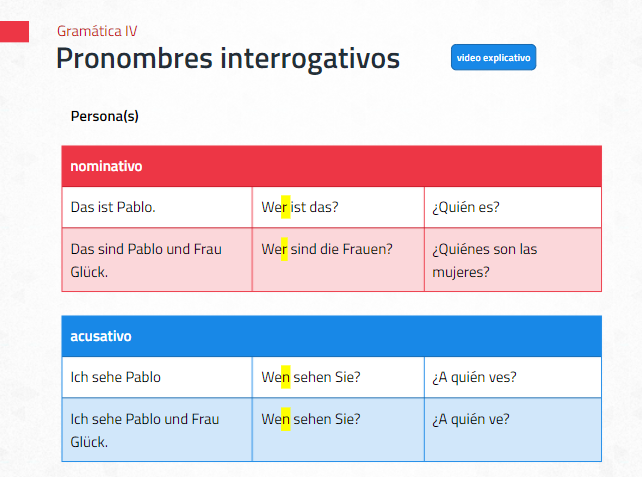 Gramática IV
Pronombres interrogativos
video explicativo
Persona(s)
nominativo
Das ist Pablo.
Wer ist das?
¿Quién es?
Das sind Pablo und Frau
Glück.
Wer sind die Frauen?
¿Quiénes son las
mujeres?
acusativo
Ich sehe Pablo
Wen sehen Sie?
¿A quién ves?
Ich sehe Pablo und Frau
Glück.
Wen sehen Sie?
¿A quién ve?